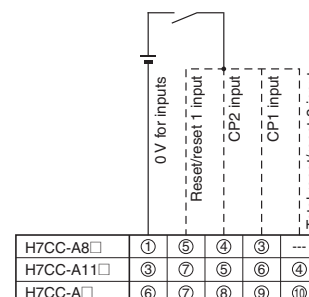 0 V for inputs
Reset/reset 1 input
CP2 input
CP1 input
H7CC-A8□ ① ⑤ ④ ③ ---
H7CC-A11□ ③ ⑦ ⑤ ⑥ ④
H7CC-A□ ⑥ ⑦ ⑧ ⑨ ⑩